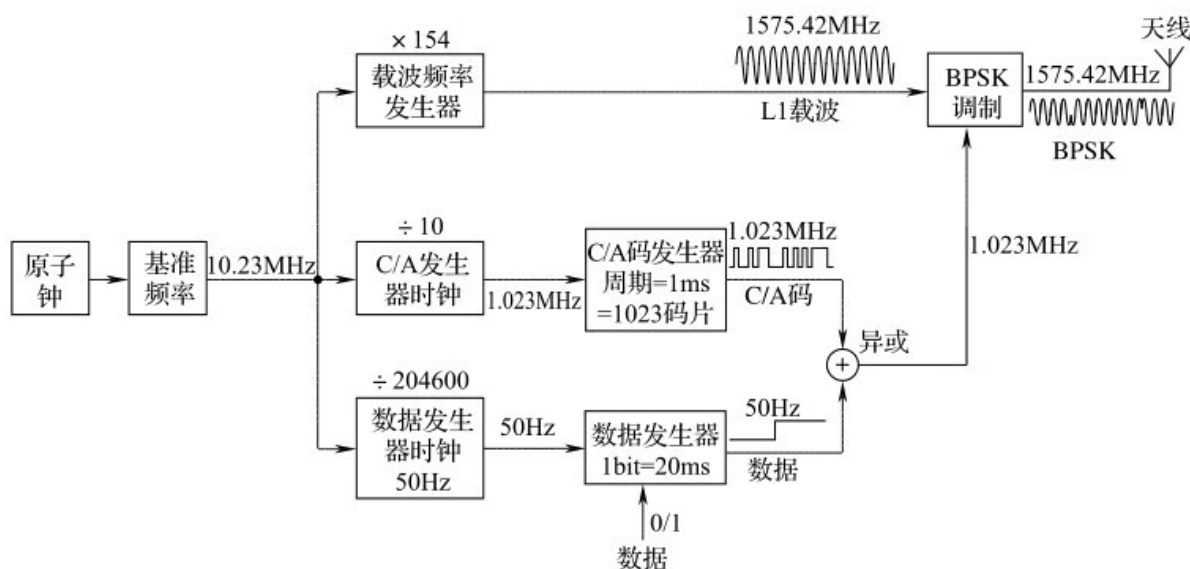 ×154
载波频率
发生器
1575.42MHz
L1载波
BPSK
调制
天线
1575.42MHz
BPSK
原子
钟
基准
频率
10.23MHz
÷10
C/A发生
器时钟
1.023MHz
C/A码发生器
周期=1ms
=1023码片
1.023MHz
C/A码
1.023MHz
异或
+
÷204600
数据发生
器时钟
50Hz
50Hz
数据发生器
1bit=20ms
50Hz
数据
0/1
数据